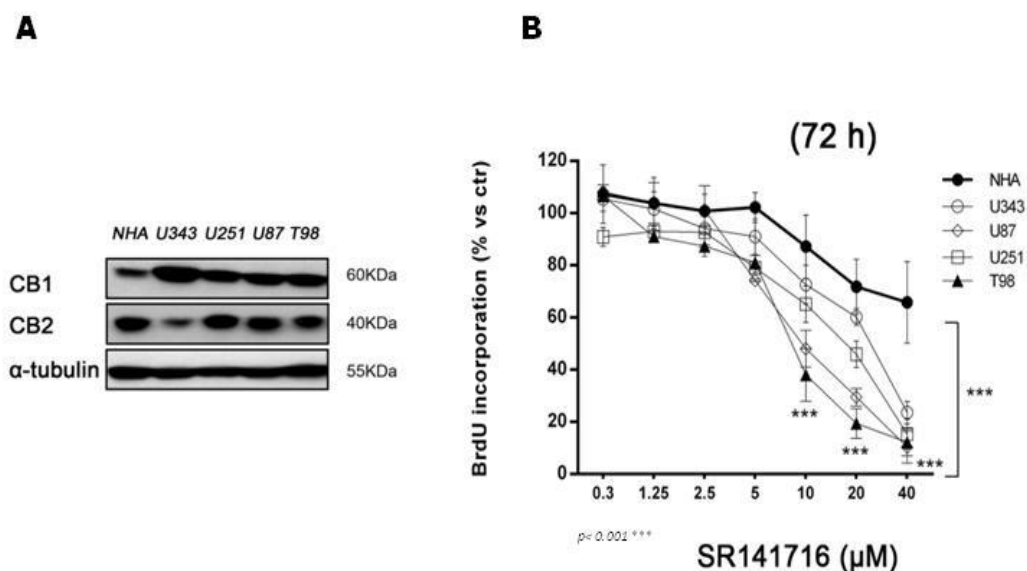 A
NHA U343 U251 U87 T98
CB1 60KDa
CB2 40KDa
α-tubulin 55KDa
B
(72 h)
BrdU incorporation (% vs ctr)
120
100
80
60
40
20
0
0.3 1.25 2.5 5 10 20 40
NHA
U343
U87
U251
T98
***
***
***
***
p< 0.001 ***
SR141716 (µM)